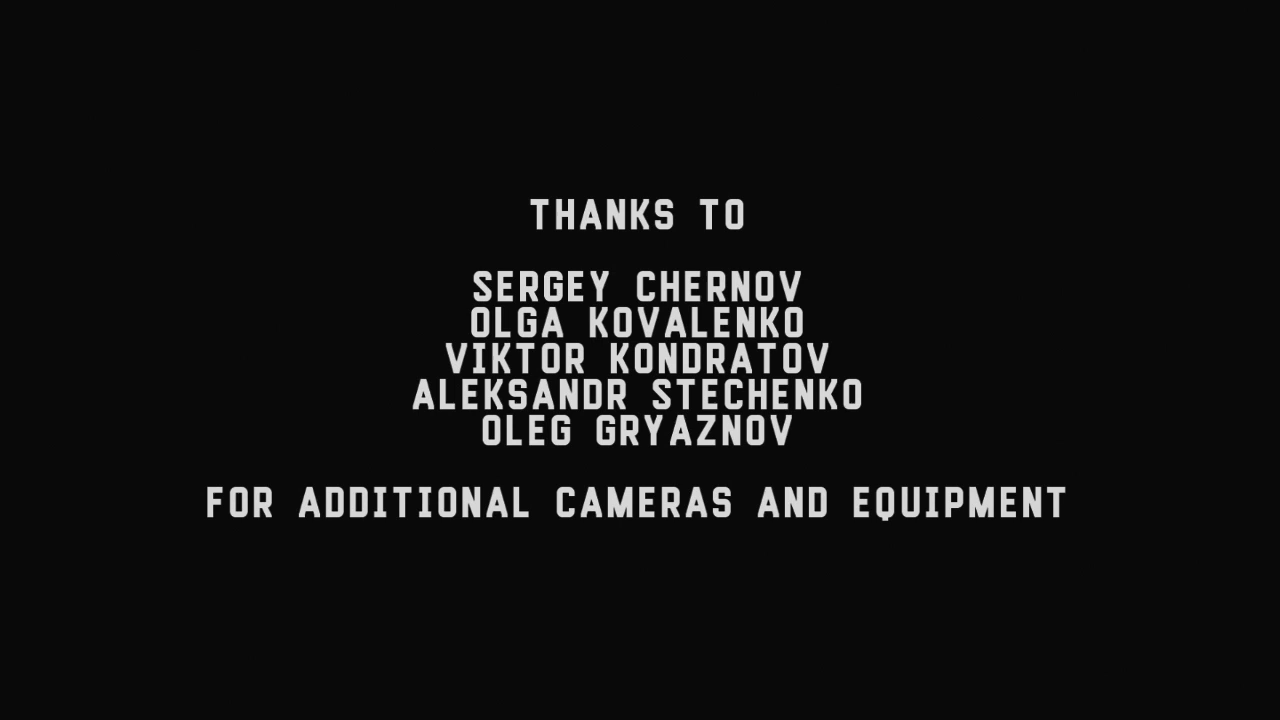 THANKS TO
SERGEY CHERNOV
OLGA KOVALENKO
VIKTOR KONDRATOV
ALEKSANDR STECHENKO
OLEG GRYAZNOV
FOR ADDITIONAL CAMERAS AND EQUIPMENT